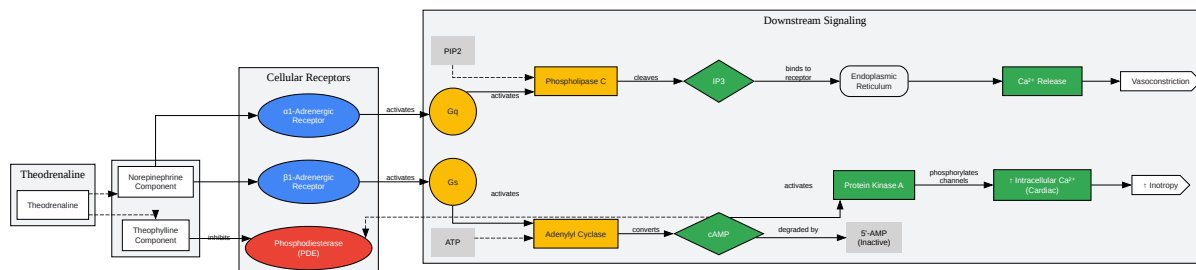 Downstream Signaling
PIP2
Phospholipase C
cleaves
IP3
binds to
receptor
Endoplasmic
Reticulum
Ca²⁺ Release
Vasoconstriction
Cellular Receptors
α1-Adrenergic
Receptor
activates
Gq
activates
Theodrenaline
Theodrenaline
Norepinephrine
Component
β1-Adrenergic
Receptor
activates
Gs
activates
activates
Protein Kinase A
phosphorylates
channels
↑ Intracellular Ca²⁺
(Cardiac)
↑ Inotropy
Theophylline
Component
inhibits
Phosphodiesterase
(PDE)
ATP
Adenylyl Cyclase
converts
cAMP
degraded by
5'-AMP
(Inactive)